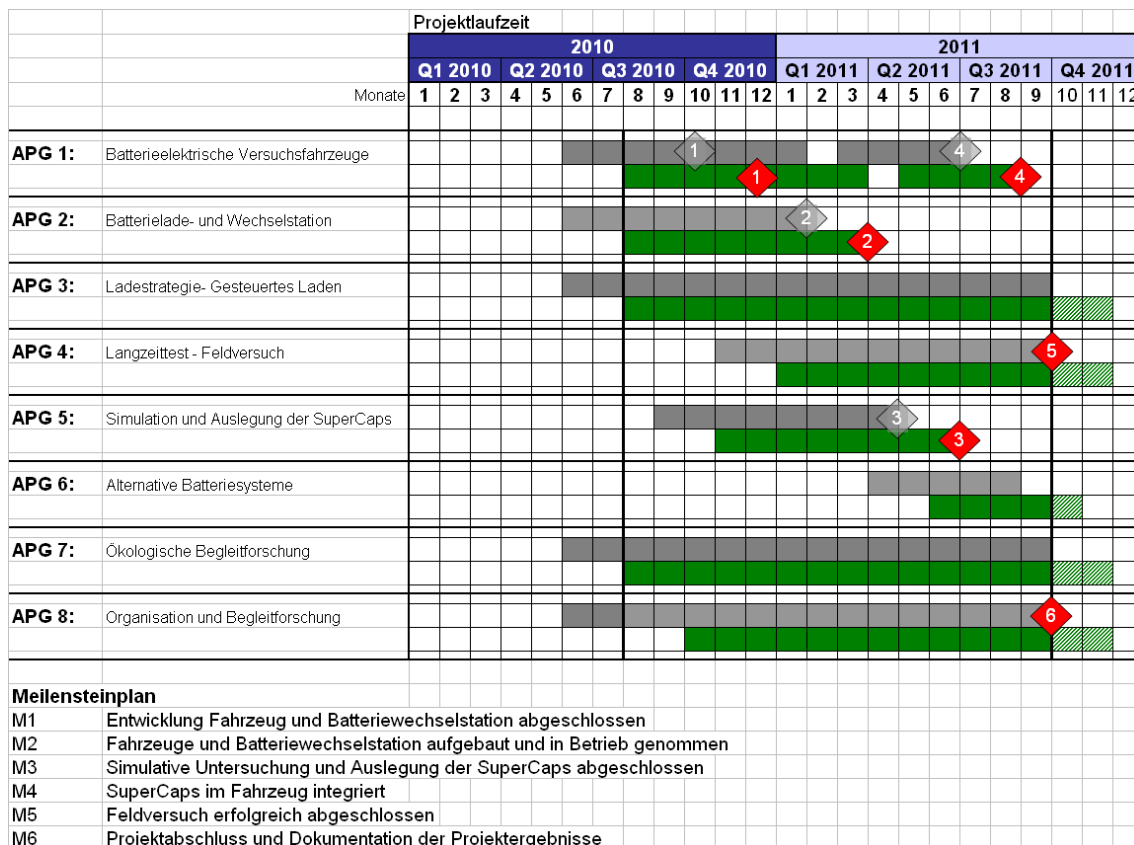 Projektlaufzeit
2010 2011
Q1 2010 Q2 2010 Q3 2010 Q4 2010 Q1 2011 Q2 2011 Q3 2011 Q4 2011
Monate 1 2 3 4 5 6 7 8 9 10 11 12 1 2 3 4 5 6 7 8 9 10 11 12
APG 1: Batterieelektrische Versuchsfahrzeuge 1 4
1 4
APG 2: Batterielade- und Wechselstation 2
2
APG 3: Ladestrategie- Gesteuertes Laden
APG 4: Langzeittest - Feldversuch 5
APG 5: Simulation und Auslegung der SuperCaps 3
3
APG 6: Alternative Batteriesysteme
APG 7: Ökologische Begleitforschung
APG 8: Organisation und Begleitforschung 6
Meilensteinplan
M1 Entwicklung Fahrzeug und Batteriewechselstation abgeschlossen
M2 Fahrzeuge und Batteriewechselstation aufgebaut und in Betrieb genommen
M3 Simulative Untersuchung und Auslegung der SuperCaps abgeschlossen
M4 SuperCaps im Fahrzeug integriert
M5 Feldversuch erfolgreich abgeschlossen
M6 Projektabschluss und Dokumentation der Projektergebnisse